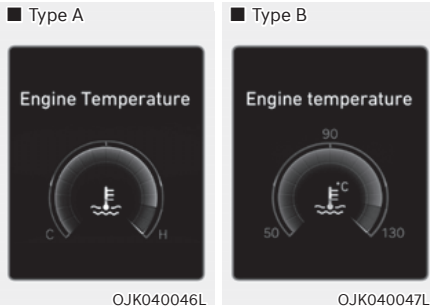 ■ Type A
Engine Temperature
C
H
OJK040046L
■ Type B
Engine temperature
90
°C
50
130
OJK040047L